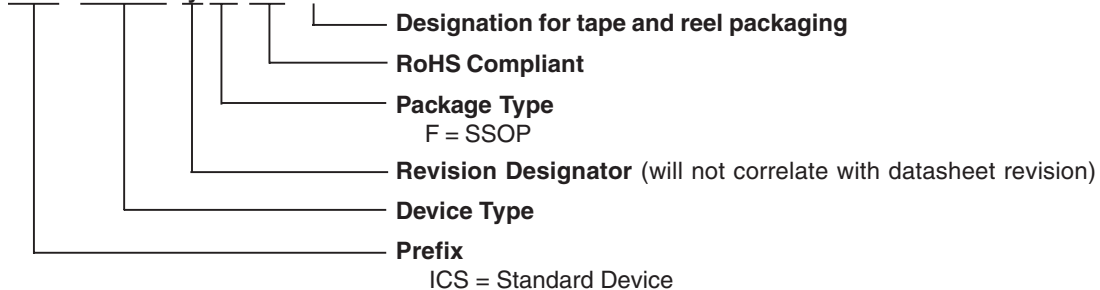 Designation for tape and reel packaging
RoHS Compliant
Package Type
F = SSOP
Revision Designator (will not correlate with datasheet revision)
Device Type
Prefix
ICS = Standard Device